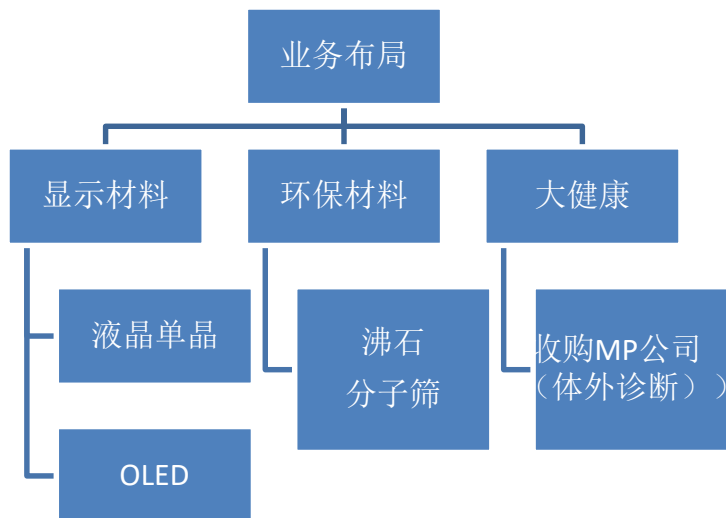 业务布局
显示材料
环保材料
大健康
液晶单晶
OLED
沸石
分子筛
收购MP公司
（体外诊断））